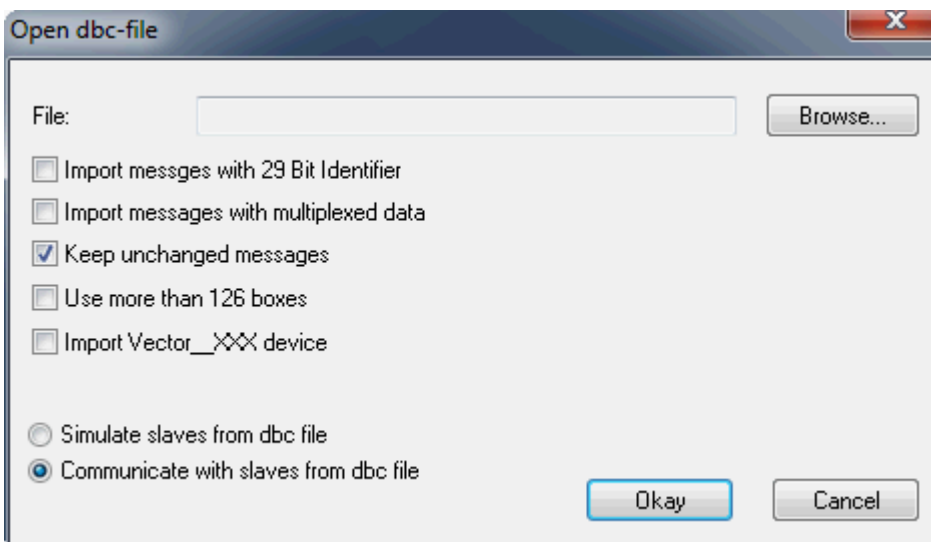 Open dbc-file
File:
Browse...
Import messges with 29 Bit Identifier
Import messages with multiplexed data
Keep unchanged messages
Use more than 126 boxes
Import Vector__XXX device
Simulate slaves from dbc file
Communicate with slaves from dbc file
Okay
Cancel